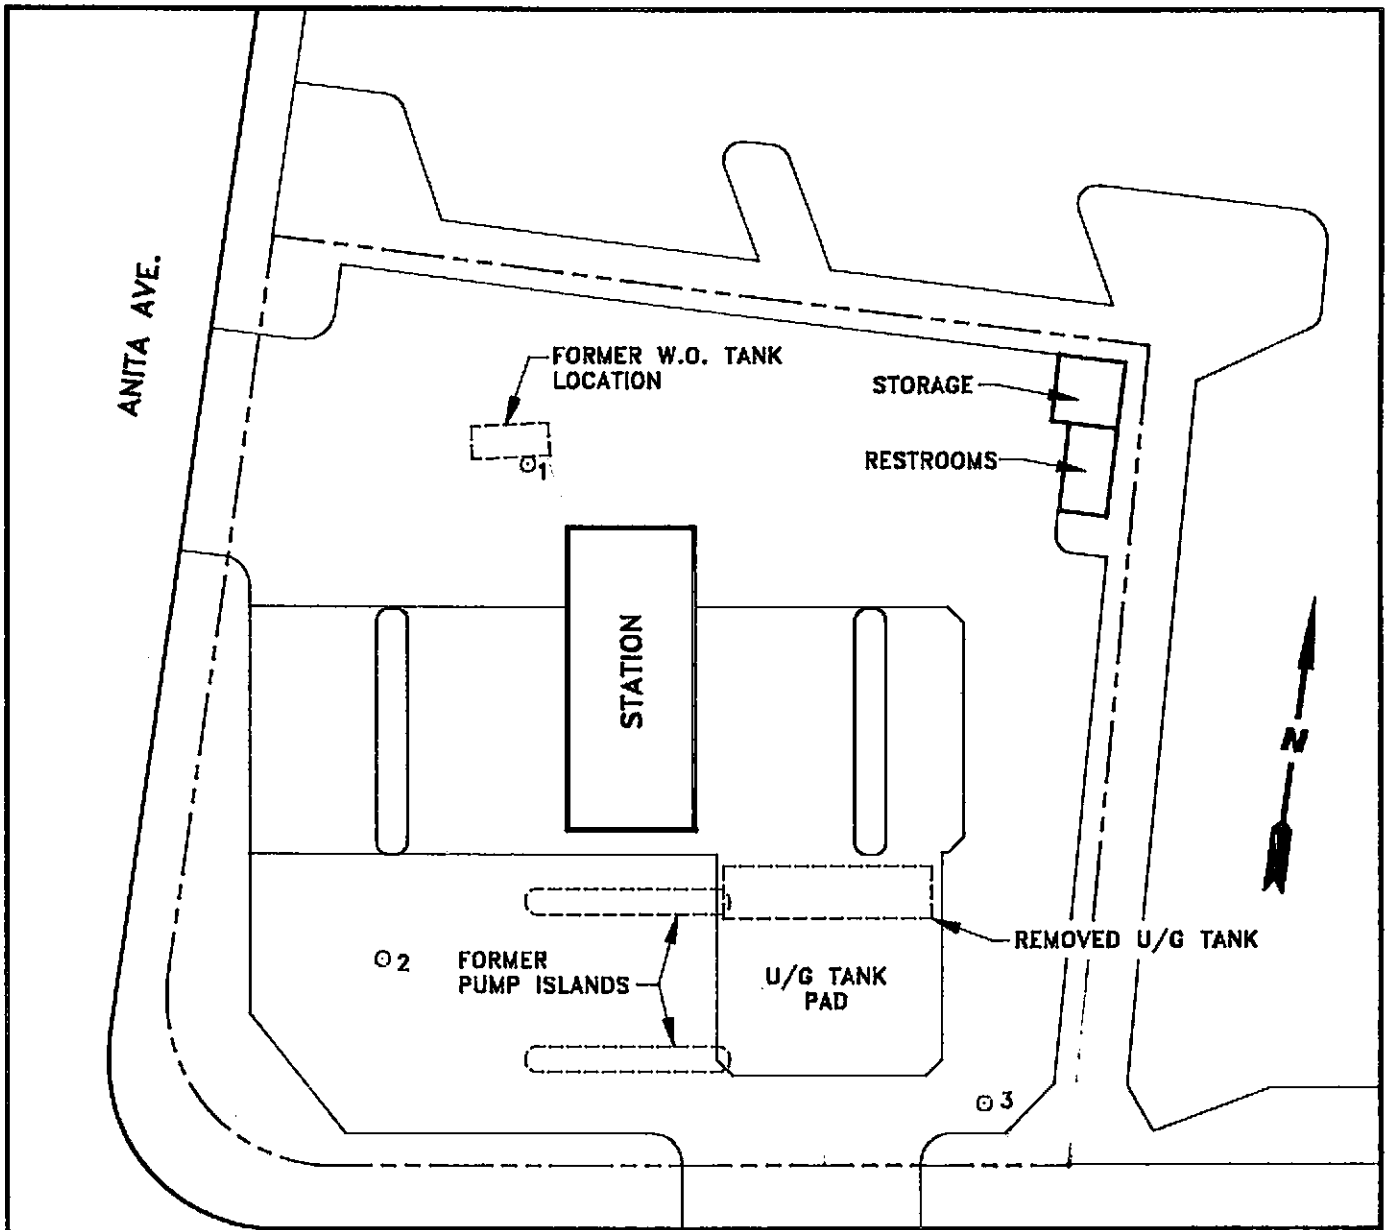 ANITA AVE.
FORMER W.O. TANK
LOCATION
STORAGE
RESTROOMS
1
STATION
N
REMOVED U/G TANK
2
FORMER
PUMP ISLANDS
U/G TANK
PAD
3